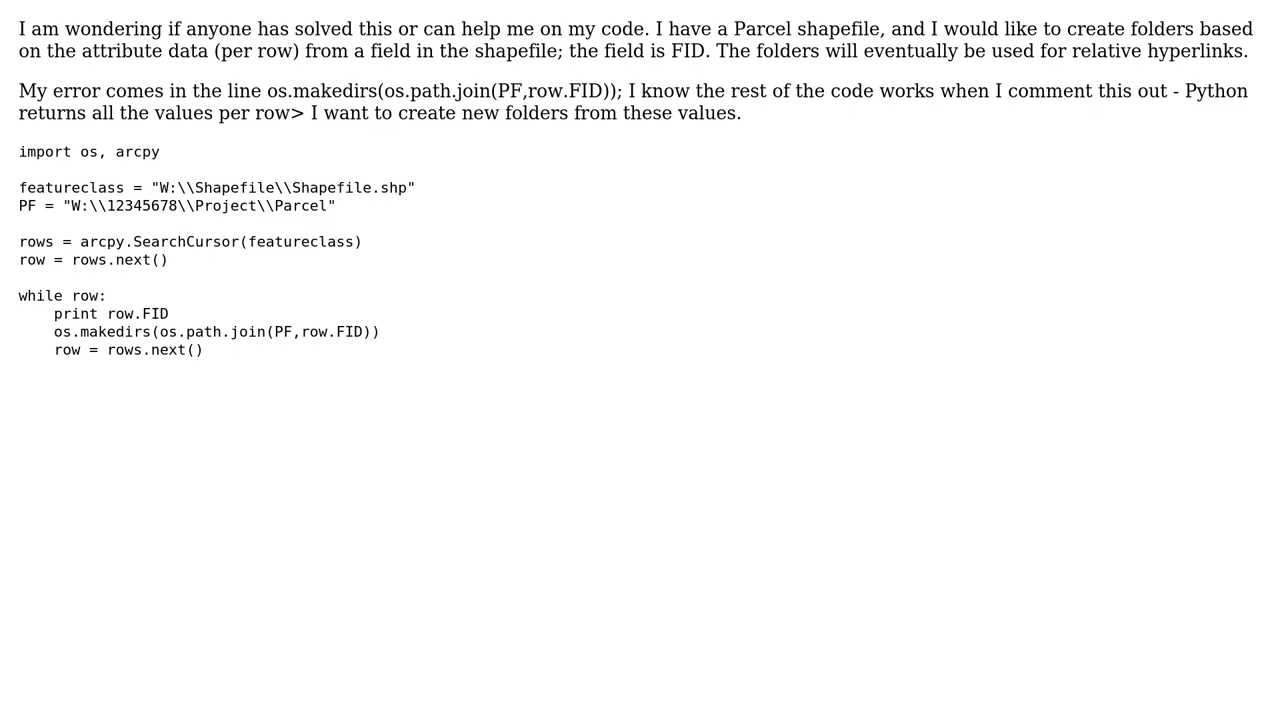 I am wondering if anyone has solved this or can help me on my code. I have a Parcel shapefile, and I would like to create folders based
on the attribute data (per row) from a field in the shapefile; the field is FID. The folders will eventually be used for relative hyperlinks.
My error comes in the line os.makedirs(os.path.join(PF,row.FID)); I know the rest of the code works when I comment this out - Python
returns all the values per row> I want to create new folders from these values.
import os, arcpy
featureclass = "W:\\Shapefile\\Shapefile.shp"
PF = "W:\\12345678\\Project\\Parcel"
rows = arcpy.SearchCursor(featureclass)
row = rows.next()
while row:
    print row.FID
    os.makedirs(os.path.join(PF,row.FID))
    row = rows.next()